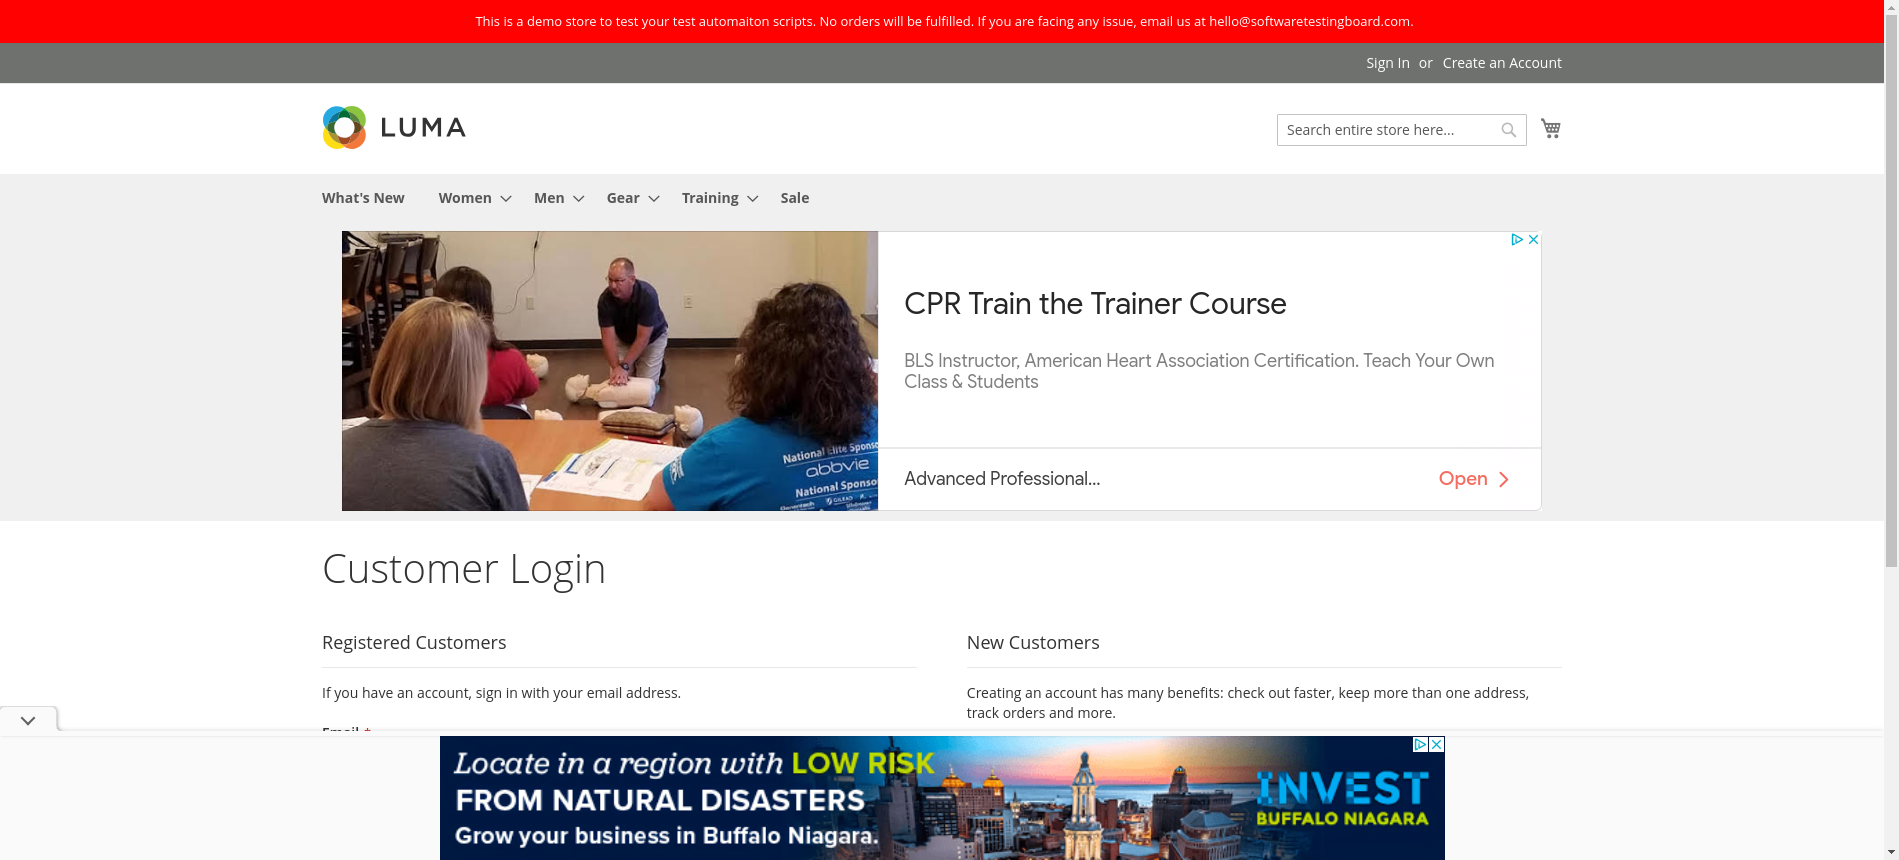 This is a demo store to test your test automaiton scripts. No orders will be fulfilled. If you are facing any issue, email us at hello@softwaretestingboard.com.
Sign In or Create an Account
LUMA
Search entire store here...
What's New Women Men Gear Training Sale
CPR Train the Trainer Course
BLS Instructor, American Heart Association Certification. Teach Your Own
Class & Students
National Elite Sponso
abbvie
National Sponso
GILEAD
Advanced Professional...
Open
Customer Login
Registered Customers
If you have an account, sign in with your email address.
Email *
New Customers
Creating an account has many benefits: check out faster, keep more than one address,
track orders and more.
Locate in a region with LOW RISK
FROM NATURAL DISASTERS
Grow your business in Buffalo Niagara.
INVEST
BUFFALO NIAGARA